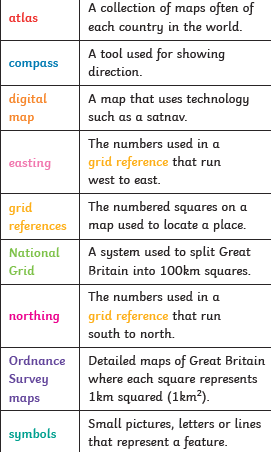 atlas
A collection of maps often of
each country in the world.
compass
A tool used for showing
direction.
digital
map
A map that uses technology
such as a satnav.
easting
The numbers used in a
grid reference that run
west to east.
grid
references
The numbered squares on a
map used to locate a place.
National
Grid
A system used to split Great
Britain into 100km squares.
northing
The numbers used in a
grid reference that run
south to north.
Ordnance
Survey
maps
Detailed maps of Great Britain
where each square represents
1km squared (1km²).
symbols
Small pictures, letters or lines
that represent a feature.